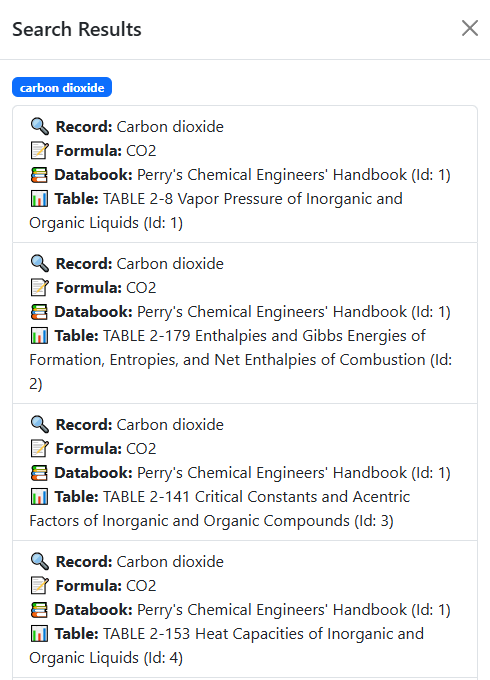 Search Results
carbon dioxide
Record: Carbon dioxide
Formula: CO2
Databook: Perry's Chemical Engineers' Handbook (Id: 1)
Table: TABLE 2-8 Vapor Pressure of Inorganic and
Organic Liquids (Id: 1)
Record: Carbon dioxide
Formula: CO2
Databook: Perry's Chemical Engineers' Handbook (Id: 1)
Table: TABLE 2-179 Enthalpies and Gibbs Energies of
Formation, Entropies, and Net Enthalpies of Combustion (Id:
2)
Record: Carbon dioxide
Formula: CO2
Databook: Perry's Chemical Engineers' Handbook (Id: 1)
Table: TABLE 2-141 Critical Constants and Acentric
Factors of Inorganic and Organic Compounds (Id: 3)
Record: Carbon dioxide
Formula: CO2
Databook: Perry's Chemical Engineers' Handbook (Id: 1)
Table: TABLE 2-153 Heat Capacities of Inorganic and
Organic Liquids (Id: 4)